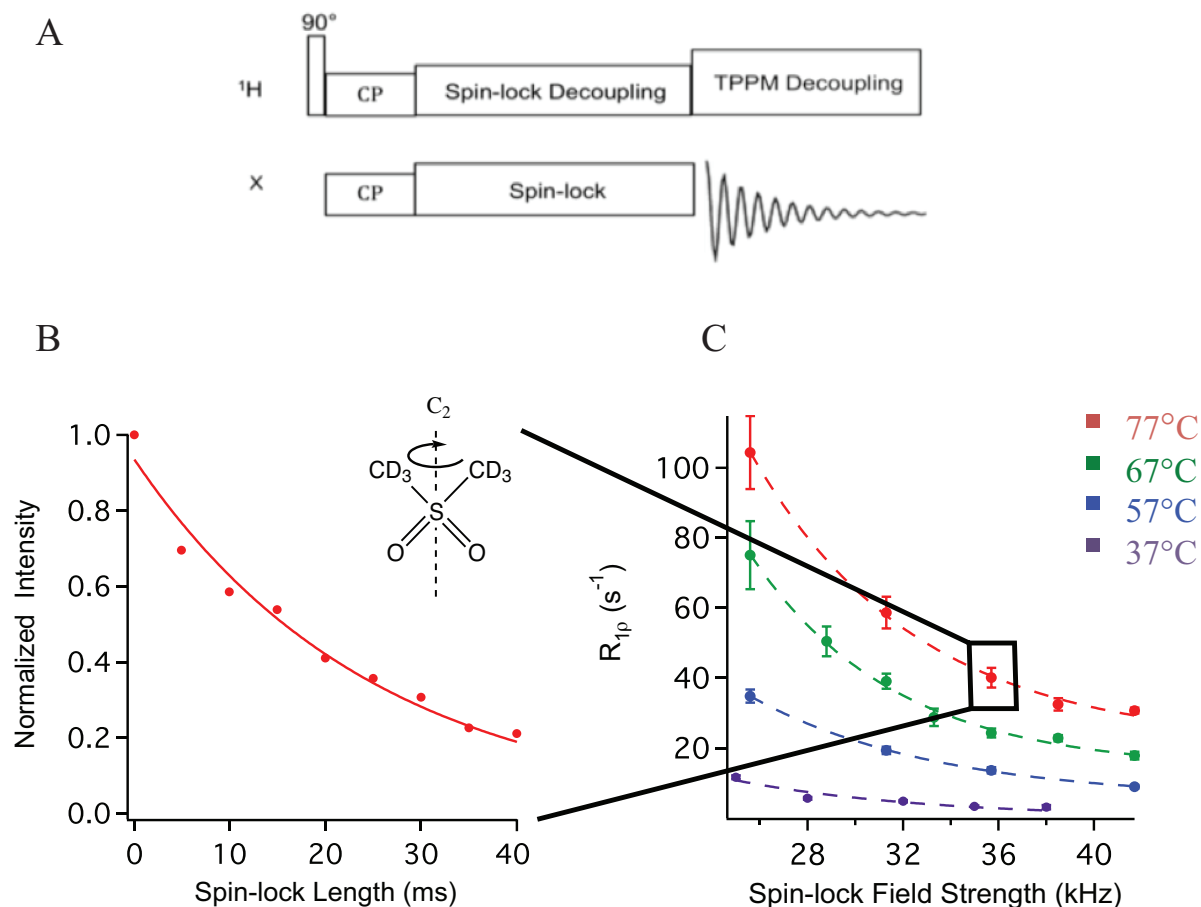 A
90°
¹H
CP
Spin-lock Decoupling
TPPM Decoupling
X
CP
Spin-lock
B
Normalized Intensity
1.0
0.8
0.6
0.4
0.2
0.0
0
10
20
30
40
Spin-lock Length (ms)
C₂
CD₃
CD₃
S
O
O
C
R₁ρ (s⁻¹)
100
80
60
40
20
28
32
36
40
Spin-lock Field Strength (kHz)
77°C
67°C
57°C
37°C